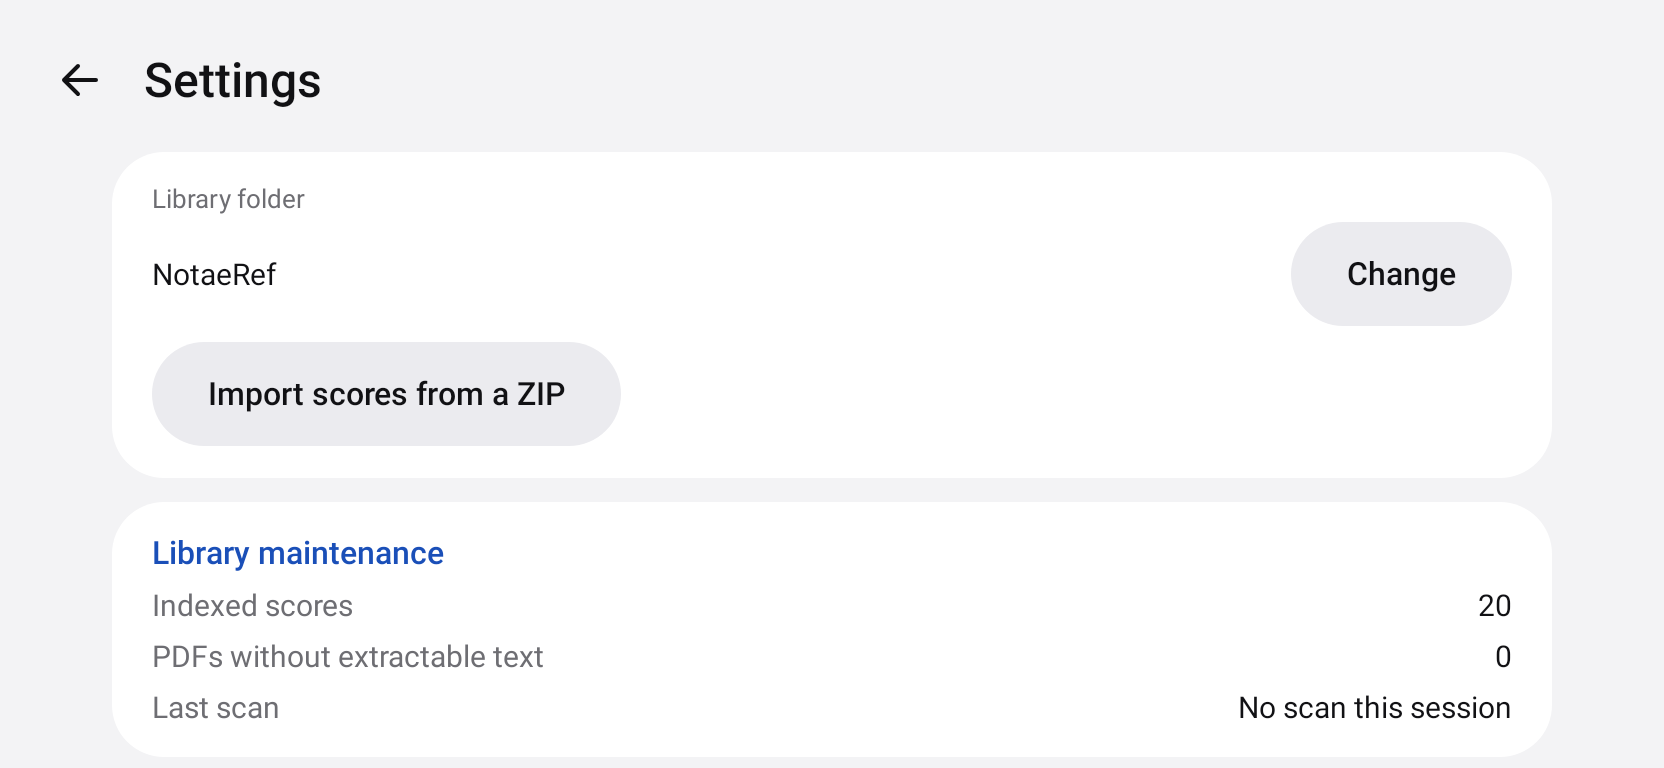 Settings
Library folder
NotaeRef
Change
Import scores from a ZIP
Library maintenance
Indexed scores 20
PDFs without extractable text 0
Last scan No scan this session